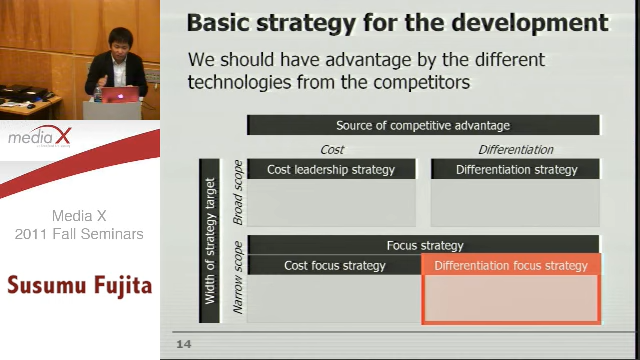 Basic strategy for the development
We should have advantage by the different
technologies from the competitors
Source of competitive advantage
Cost
Differentiation
Width of strategy target
Broad scope
Cost leadership strategy
Differentiation strategy
Narrow scope
Focus strategy
Cost focus strategy
Differentiation focus strategy
14
mediaX
Media X
2011 Fall Seminars
Susumu Fujita